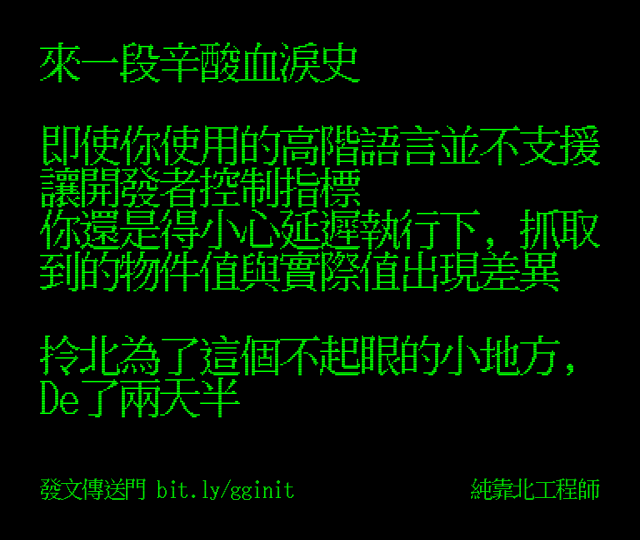 來一段辛酸血淚史
即使你使用的高階語言並不支援
讓開發者控制指標
你還是得小心延遲執行下，抓取
到的物件值與實際值出現差異
拎北為了這個不起眼的小地方，
De了兩天半
發文傳送門 bit.ly/gginit
純靠北工程師